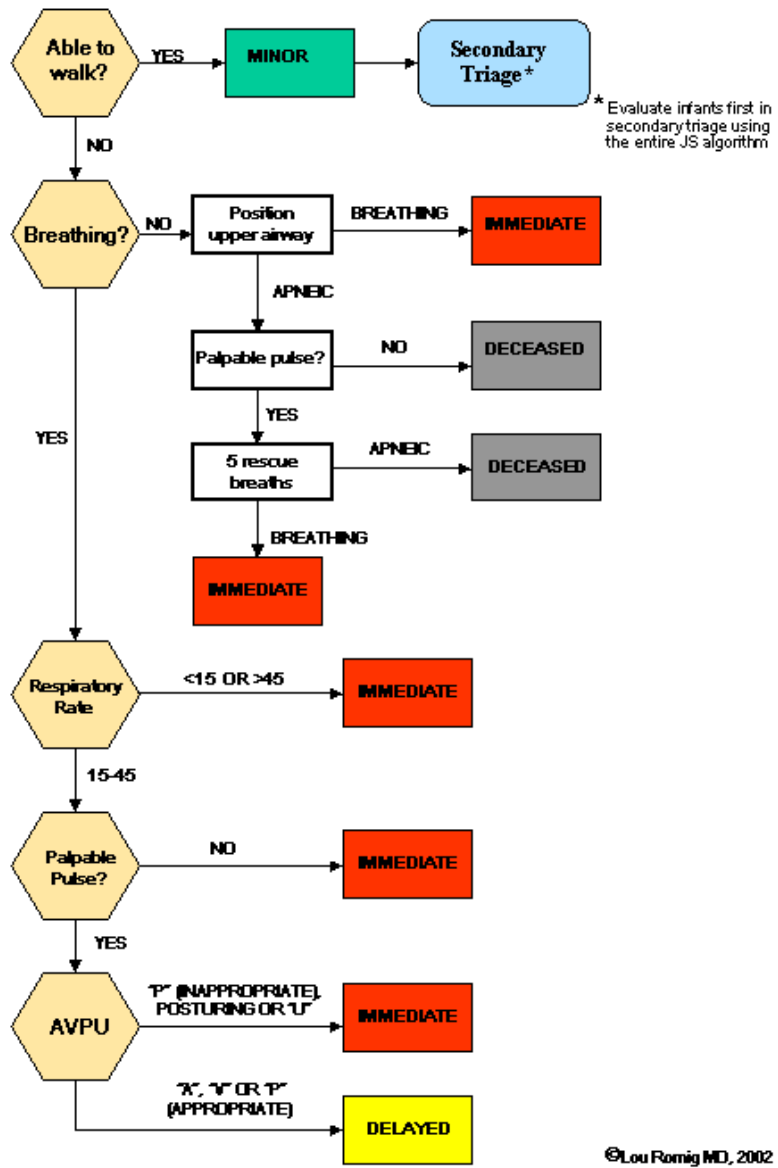 Able to
walk?
YES
MINOR
Secondary
Triage*
* Evaluate infants first in
secondary triage using
the entire JS algorithm
NO
Breathing?
NO
Position
upper airway
BREATHING
IMMEDIATE
APNEIC
Palpable pulse?
NO
DECEASED
YES
5 rescue
breaths
APNEIC
DECEASED
BREATHING
IMMEDIATE
YES
Respiratory
Rate
<15 OR >45
IMMEDIATE
15-45
Palpable
Pulse?
NO
IMMEDIATE
YES
AVPU
"P" (INAPPROPRIATE),
POSTURING OR "U"
IMMEDIATE
"A", "V" OR "P"
(APPROPRIATE)
DELAYED
©Lou Romig MD, 2002